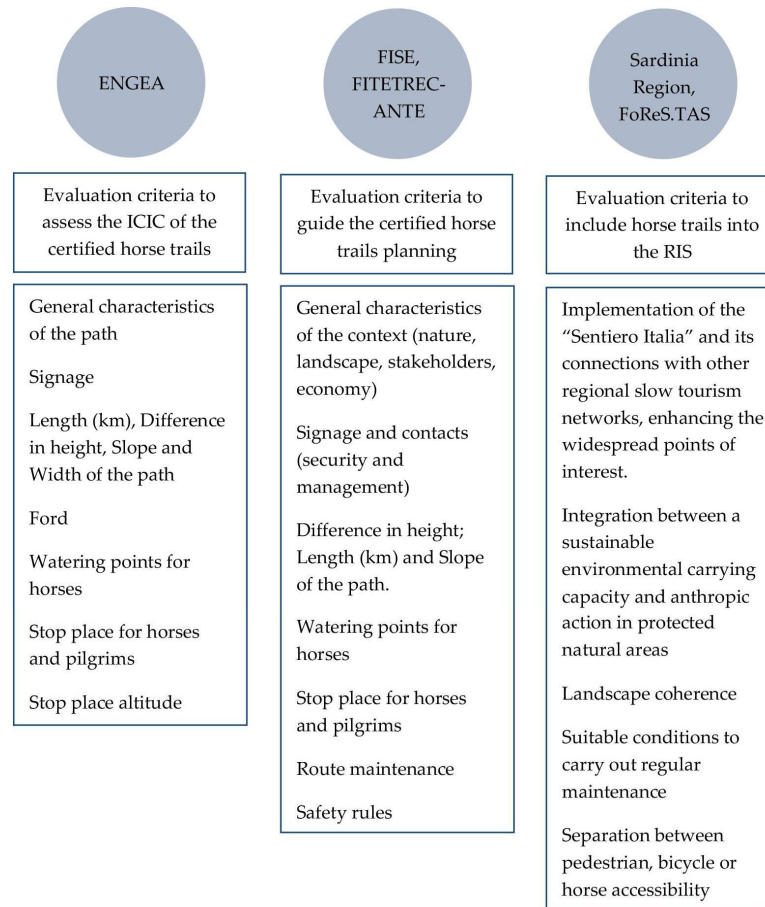 ENGEA
Evaluation criteria to
assess the ICIC of the
certified horse trails
General characteristics
of the path
Signage
Length (km), Difference
in height, Slope and
Width of the path
Ford
Watering points for
horses
Stop place for horses
and pilgrims
Stop place altitude
FISE,
FITETREC-
ANTE
Evaluation criteria to
guide the certified horse
trails planning
General characteristics
of the context (nature,
landscape, stakeholders,
economy)
Signage and contacts
(security and
management)
Difference in height;
Length (km) and Slope
of the path.
Watering points for
horses
Stop place for horses
and pilgrims
Route maintenance
Safety rules
Sardinia
Region,
FoReS.TAS
Evaluation criteria to
include horse trails into
the RIS
Implementation of the
“Sentiero Italia” and its
connections with other
regional slow tourism
networks, enhancing the
widespread points of
interest.
Integration between a
sustainable
environmental carrying
capacity and anthropic
action in protected
natural areas
Landscape coherence
Suitable conditions to
carry out regular
maintenance
Separation between
pedestrian, bicycle or
horse accessibility